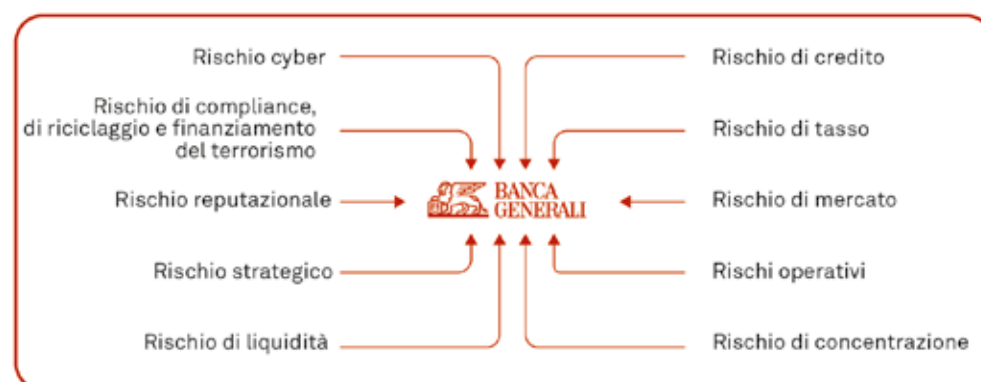 Rischio cyber
Rischio di compliance,
di riciclaggio e finanziamento
del terrorismo
Rischio reputazionale
Rischio strategico
Rischio di liquidità
BANCA
GENERALI
Rischio di credito
Rischio di tasso
Rischio di mercato
Rischi operativi
Rischio di concentrazione